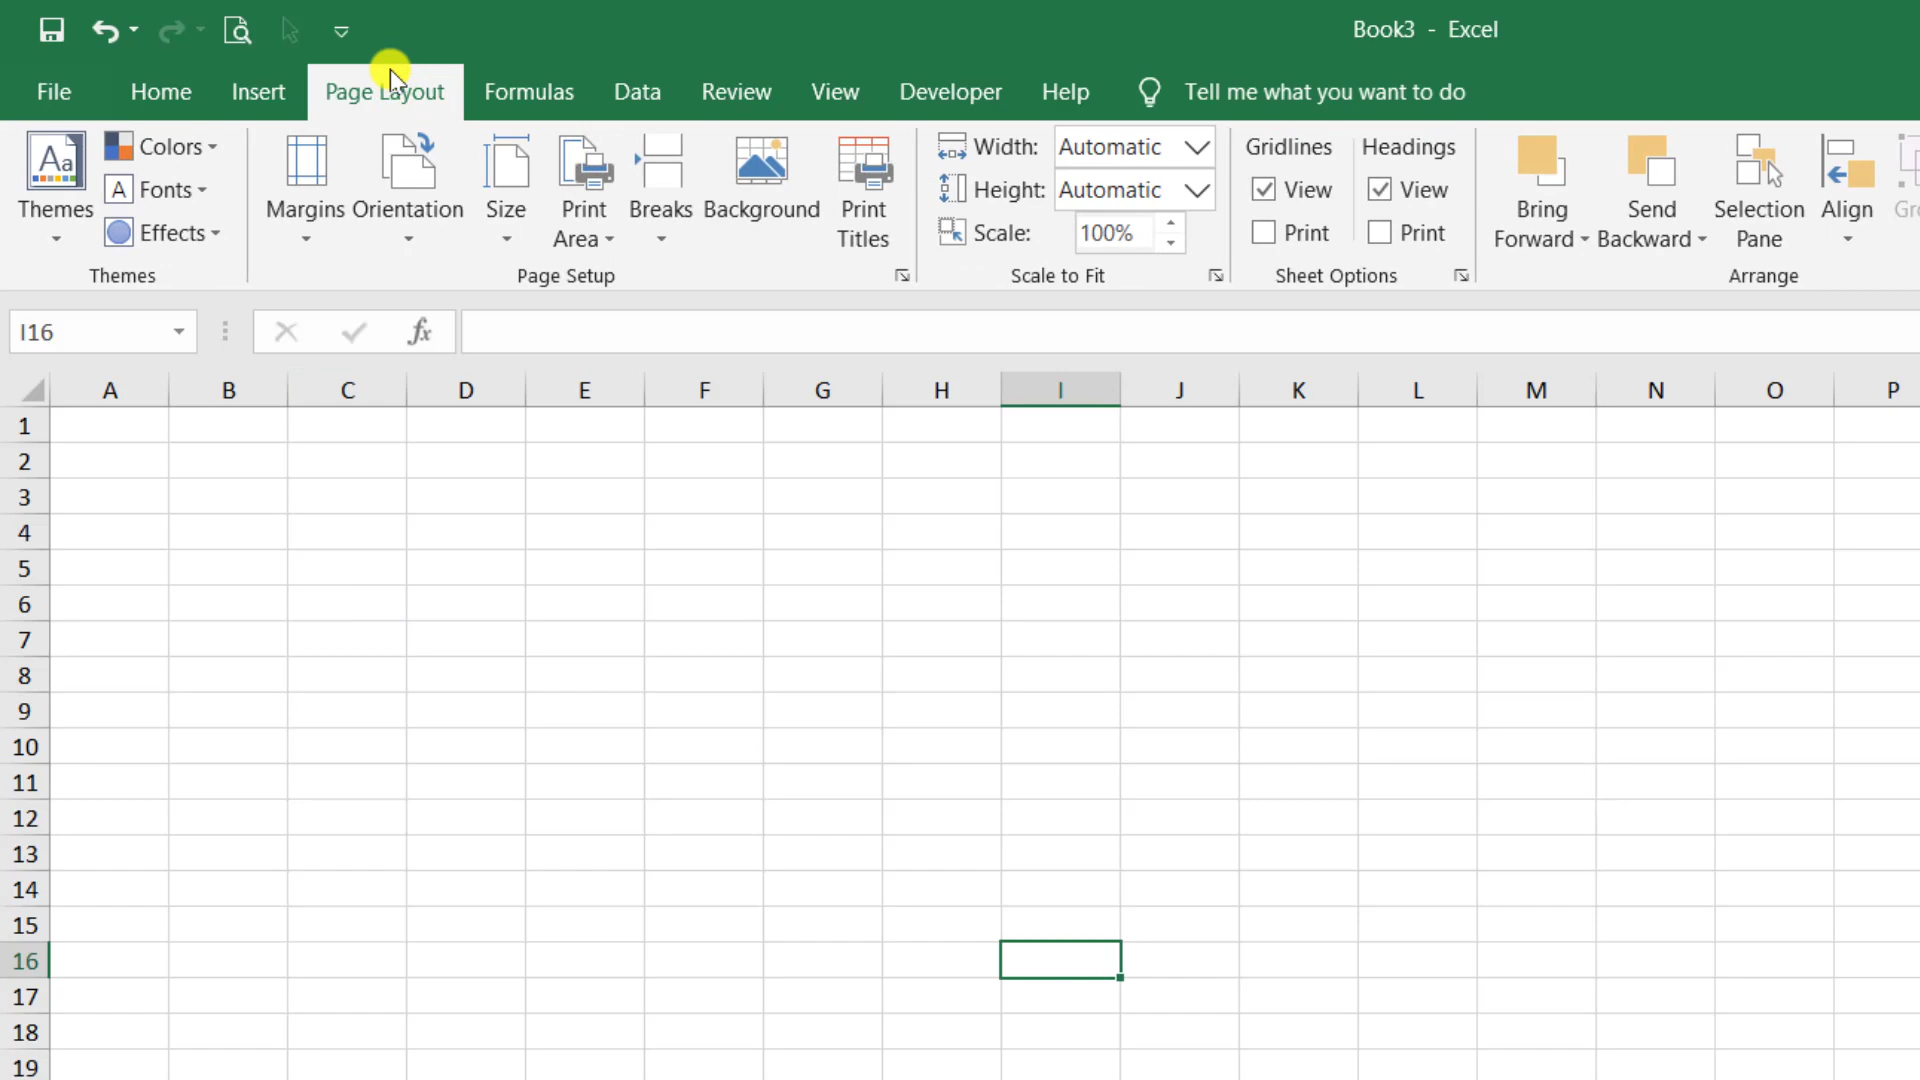 Book3 - Excel
File Home Insert Page Layout Formulas Data Review View Developer Help Tell me what you want to do
Aa Themes
Colors
A Fonts
Effects
Themes
Margins Orientation Size Print Area Breaks Background Print Titles
Page Setup
Width: Automatic
Height: Automatic
Scale: 100%
Scale to Fit
Gridlines Headings
View View
Print Print
Sheet Options
Bring Forward Send Backward Selection Pane Align
Arrange
I16 fx
A B C D E F G H I J K L M N O P
1
2
3
4
5
6
7
8
9
10
11
12
13
14
15
16
17
18
19